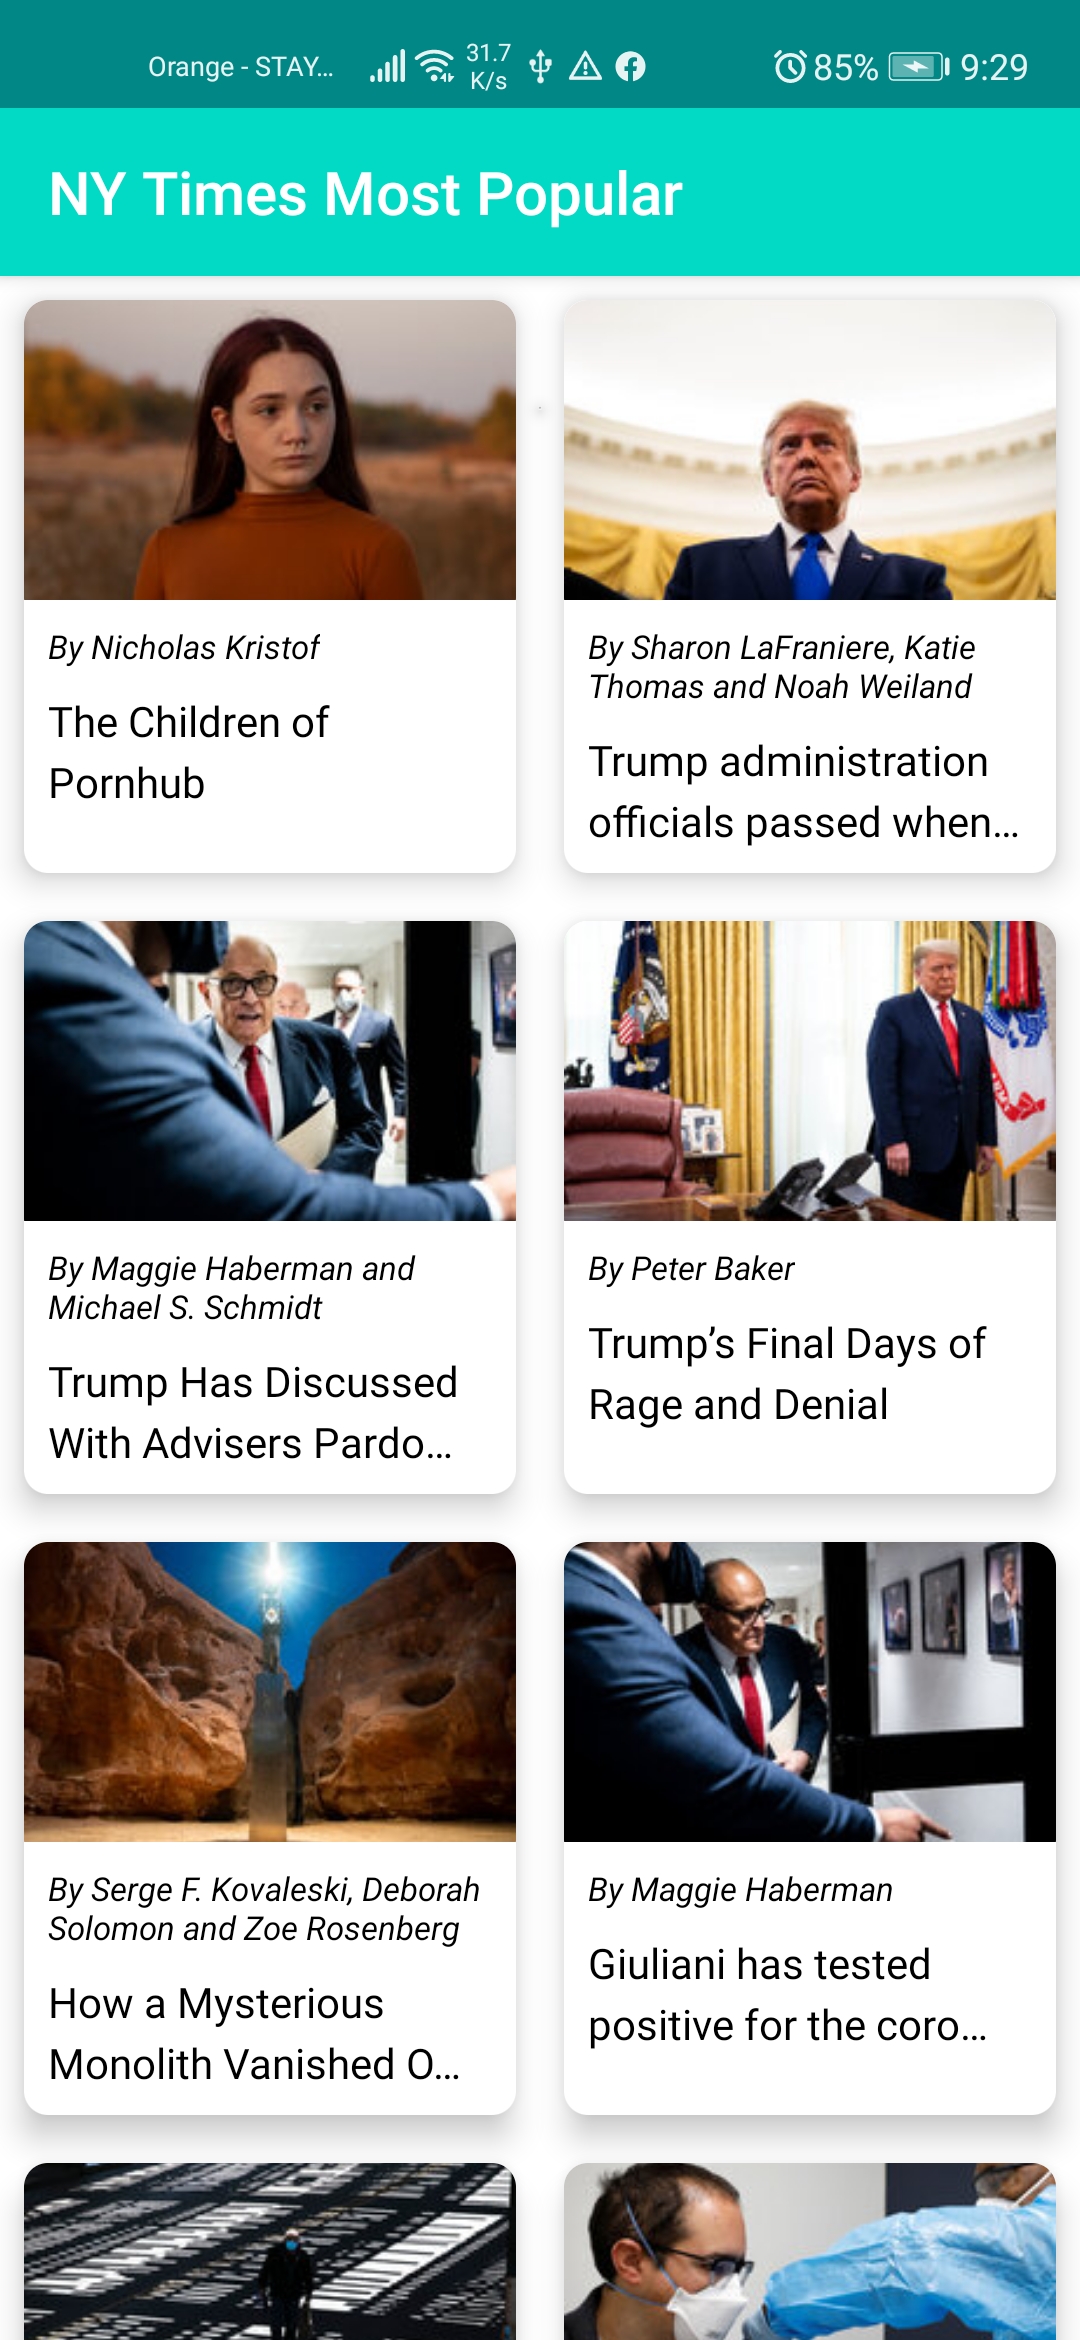 Orange - STAY...
31.7
K/s
85%
9:29
NY Times Most Popular
By Nicholas Kristof
The Children of
Pornhub
By Sharon LaFraniere, Katie
Thomas and Noah Weiland
Trump administration
officials passed when...
By Maggie Haberman and
Michael S. Schmidt
Trump Has Discussed
With Advisers Pardo...
By Peter Baker
Trump’s Final Days of
Rage and Denial
By Serge F. Kovaleski, Deborah
Solomon and Zoe Rosenberg
How a Mysterious
Monolith Vanished O...
By Maggie Haberman
Giuliani has tested
positive for the coro...